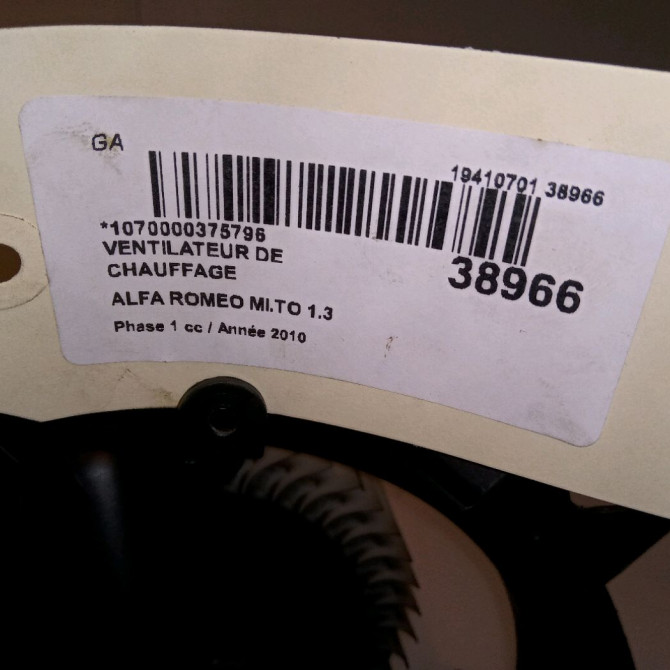 GA
19410701 38966
*1070000375796
38966
VENTILATEUR DE
CHAUFFAGE
ALFA ROMEO MI.TO 1.3
Phase 1 cc / Année 2010